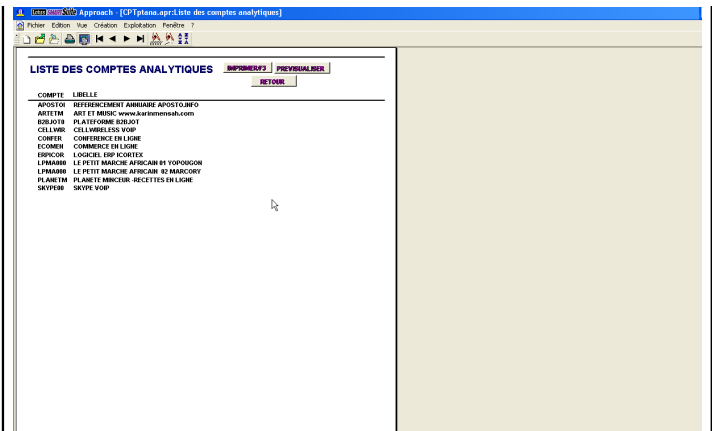 Lotus SmartSuite Approach - [CPTptana.apr:Liste des comptes analytiques]
Fichier Edition Vue Création Exploitation Fenêtre ?
LISTE DES COMPTES ANALYTIQUES IMPRIMER#3 PREVISUALISER
RETOUR
COMPTE LIBELLE
APOSTOI REFERENCEMENT ANNUAIRE APOSTO.INFO
ARTETM ART ET MUSIC www.karinmensah.com
B2BJOT0 PLATEFORME B2BJOT
CELLWIR CELLWIRELESS VOIP
CONFER CONFERENCE EN LIGNE
ECOMEN COMMERCE EN LIGNE
ERPICOR LOGICIEL ERP ICORTEX
LPMA000 LE PETIT MARCHE AFRICAIN 01 YOPOUGON
LPMA000 LE PETIT MARCHE AFRICAIN 02 MARCORY
PLANETM PLANETE MINCEUR -RECETTES EN LIGNE
SKYPE00 SKYPE VOIP